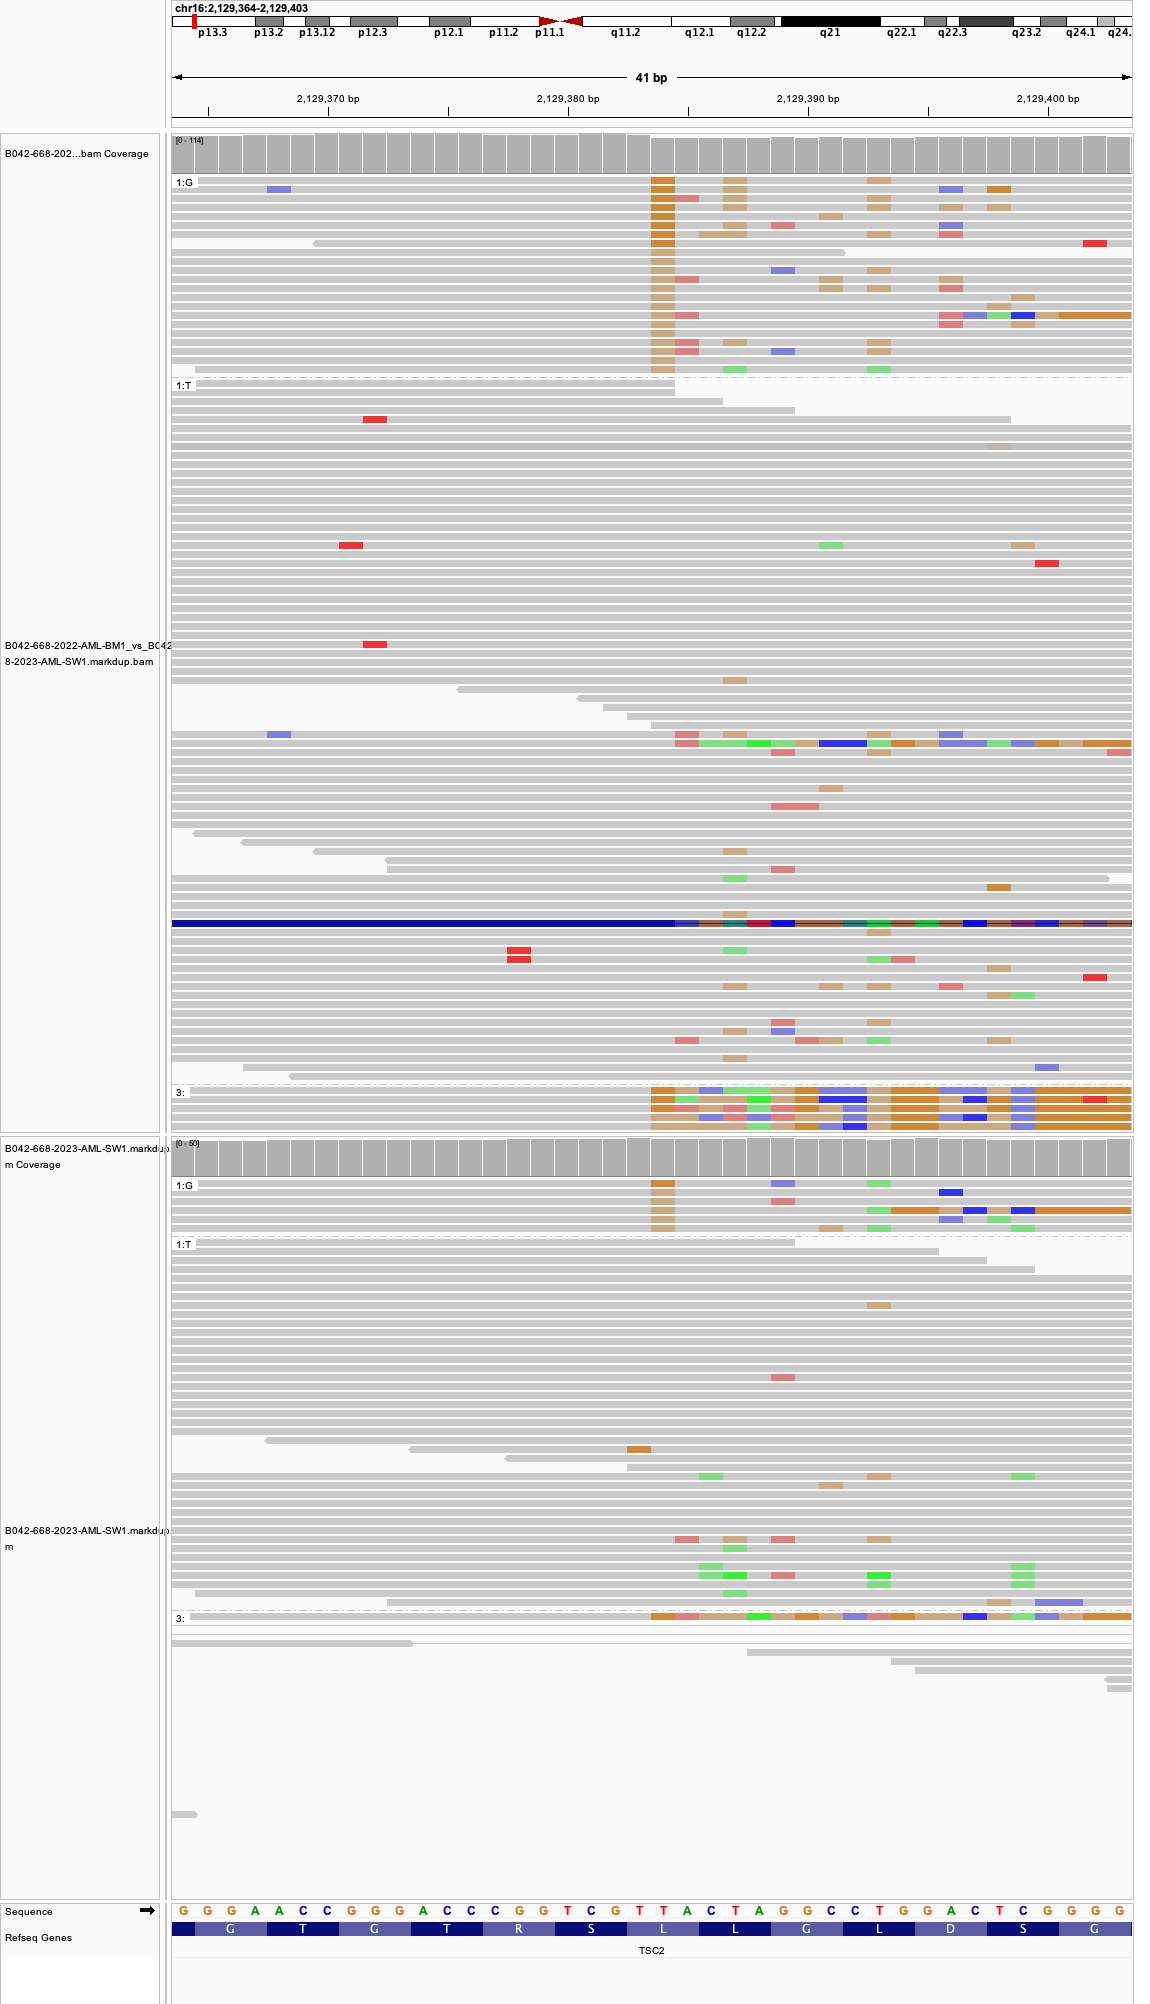 chr16:2,129,364-2,129,403
p13.3 p13.2 p13.12 p12.3 p12.1 p11.2 p11.1 q11.2 q12.1 q12.2 q21 q22.1 q22.3 q23.2 q24.1 q24.
41 bp
2,129,370 bp 2,129,380 bp 2,129,390 bp 2,129,400 bp
B042-668-202...bam Coverage
[0 - 114]
1:G
1:T
B042-668-2022-AML-BM1_vs_B042
8-2023-AML-SW1.markdup.bam
3:
B042-668-2023-AML-SW1.markdup
m Coverage
[0 - 50]
1:G
1:T
B042-668-2023-AML-SW1.markdup
m
3:
Sequence
G G G A A C C G G G A C C C G G T C G T T A C T A G G C C T G G A C T C G G G G
Refseq Genes
G T G T R S L L G L D S G
TSC2